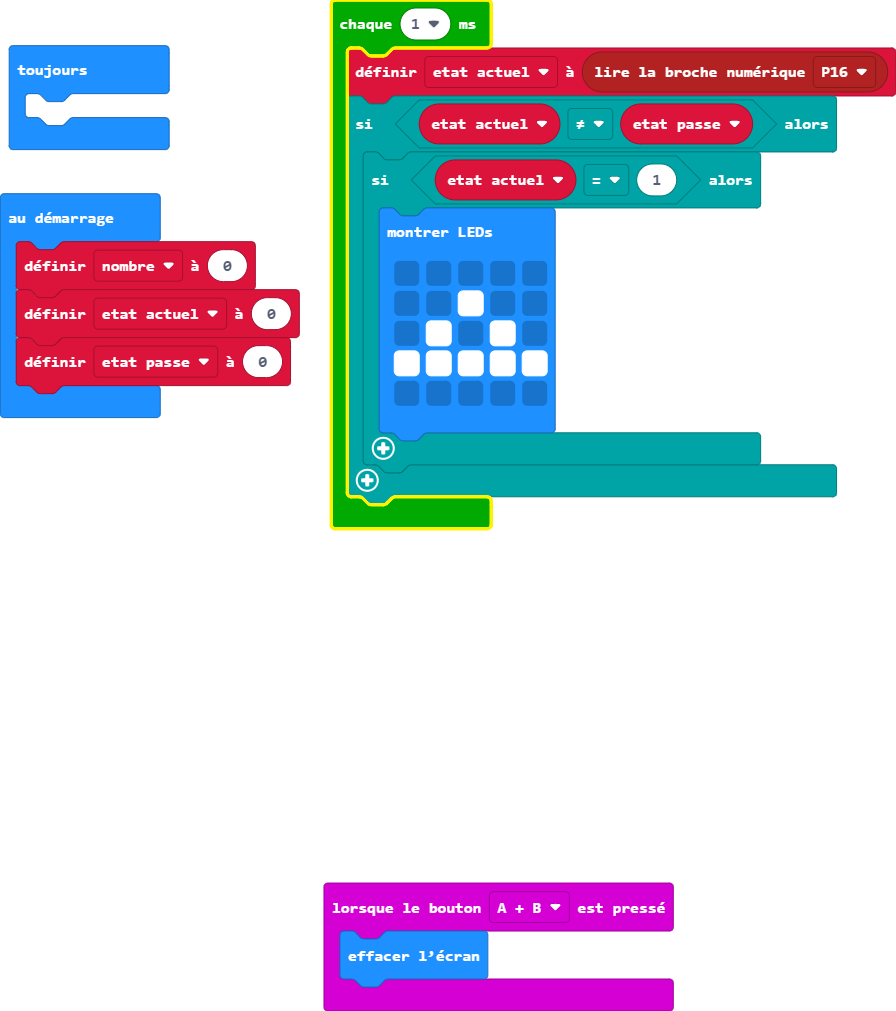 toujours
au démarrage
définir nombre à 0
définir etat actuel à 0
définir etat passe à 0
chaque 1 ms
définir etat actuel à lire la broche numérique P16
si etat actuel ≠ etat passe alors
si etat actuel = 1 alors
montrer LEDs
lorsque le bouton A + B est pressé
effacer l’écran